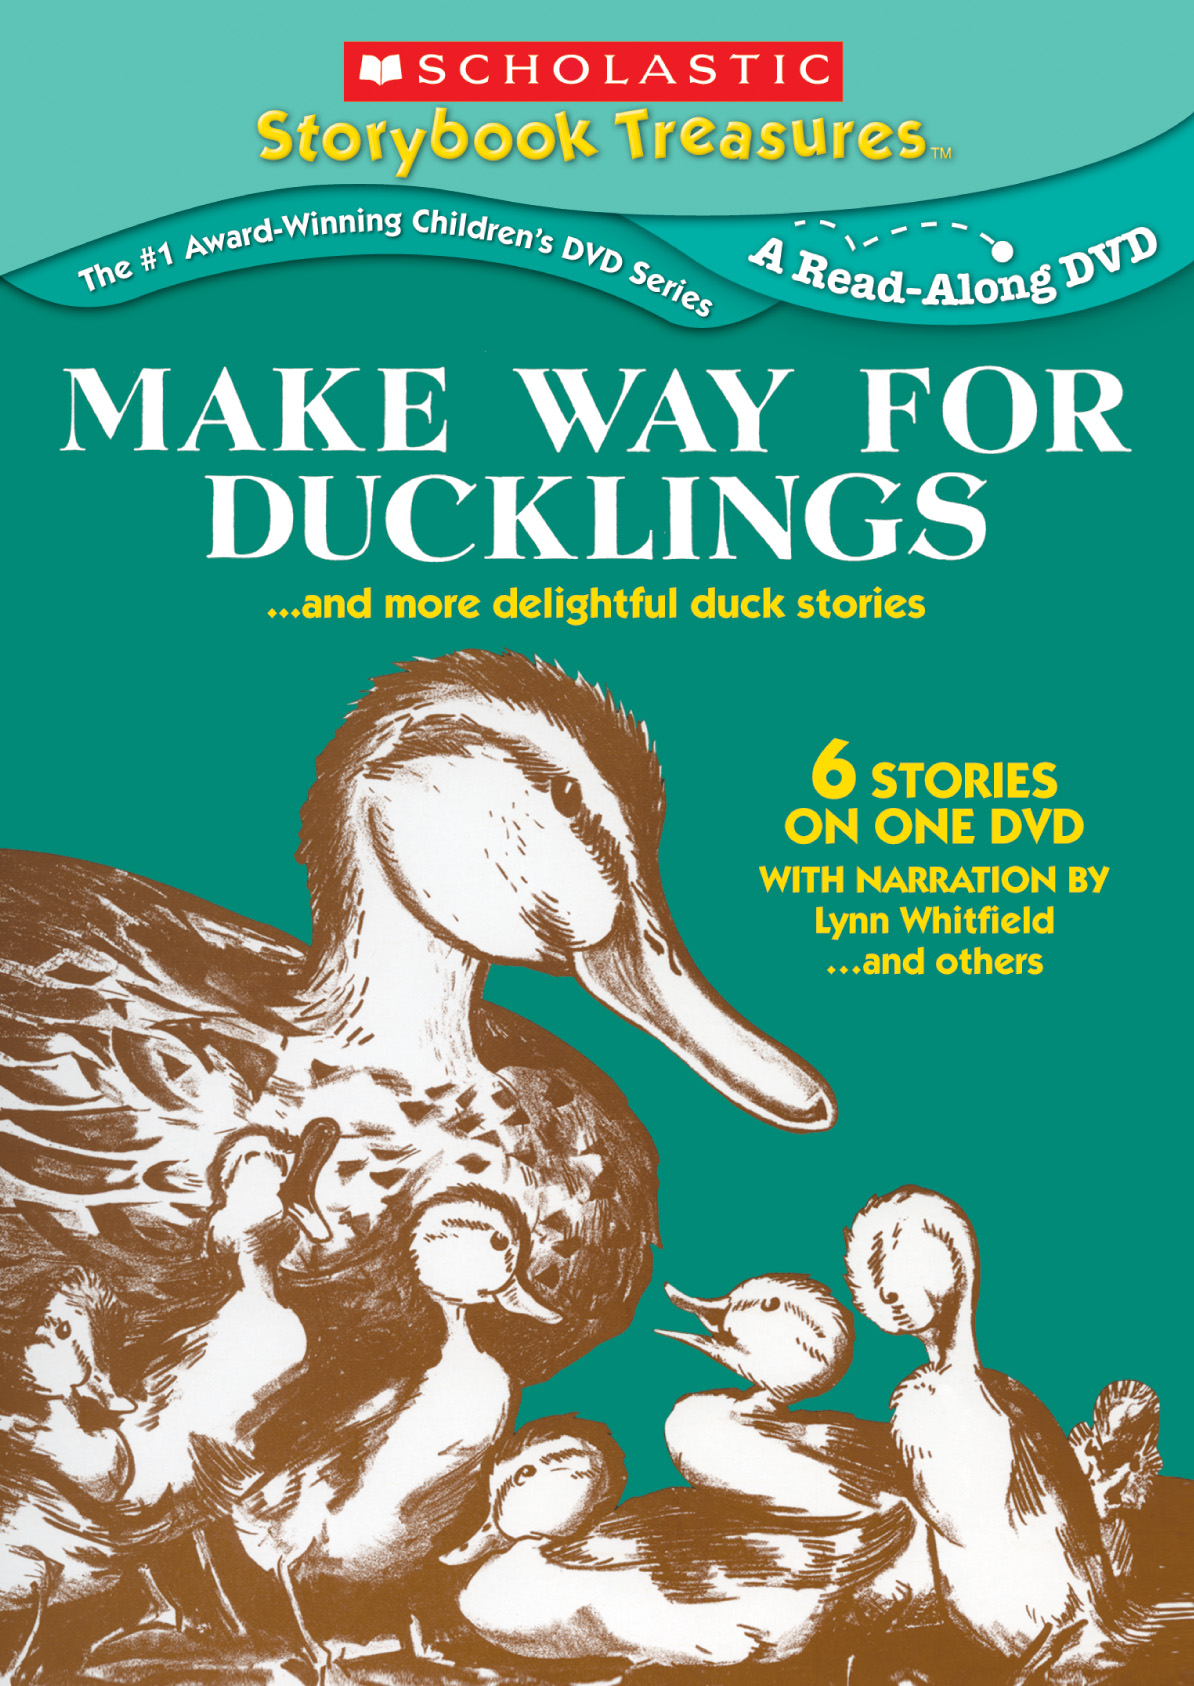 SCHOLASTIC
Storybook Treasures™
The #1 Award-Winning Children's DVD Series
A Read-Along DVD
MAKE WAY FOR
DUCKLINGS
...and more delightful duck stories
6 STORIES
ON ONE DVD
WITH NARRATION BY
Lynn Whitfield
...and others